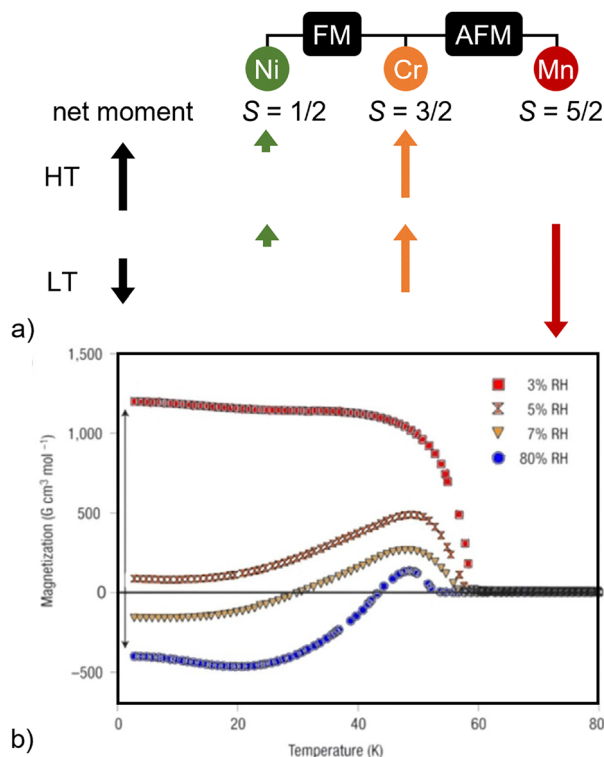 FM AFM
Ni Cr Mn
net moment S = 1/2 S = 3/2 S = 5/2
HT
LT
a)
1,500
1,000
500
0
−500
Magnetization (G cm³ mol⁻¹)
3% RH
5% RH
7% RH
80% RH
0 20 40 60 80
Temperature (K)
b)